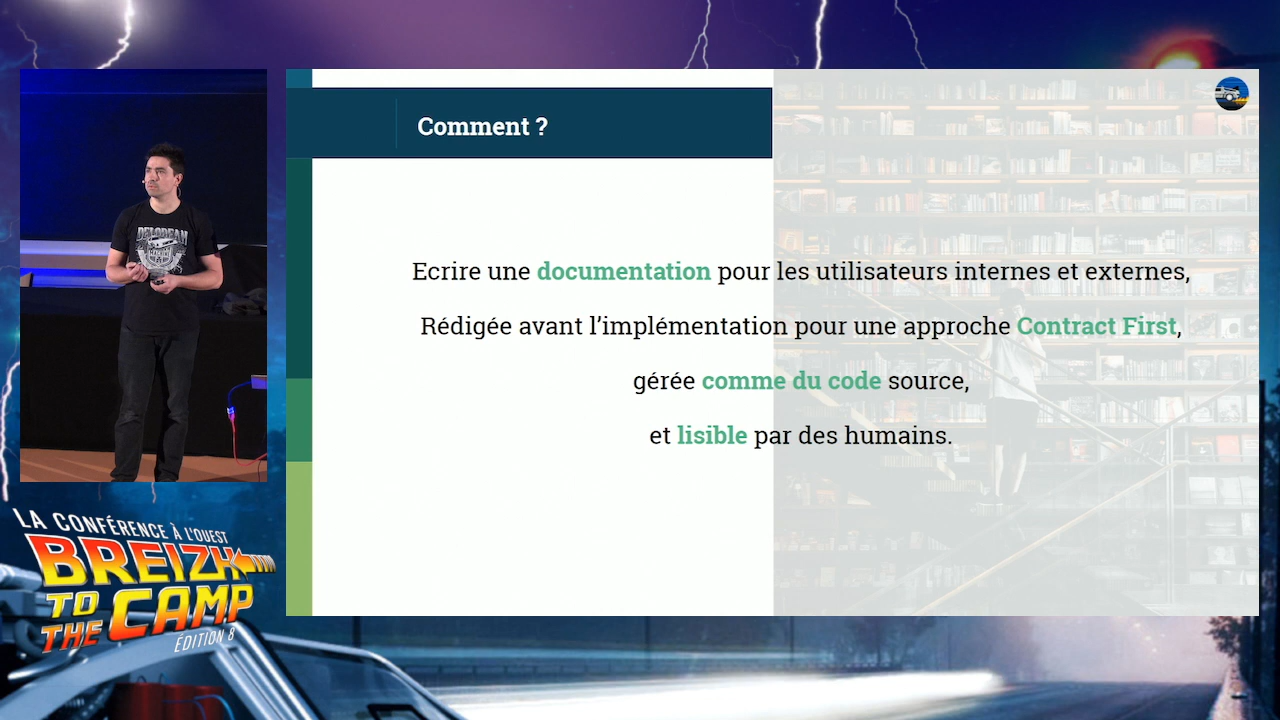 Comment ?
Ecrire une documentation pour les utilisateurs internes et externes,
Rédigée avant l’implémentation pour une approche Contract First,
gérée comme du code source,
et lisible par des humains.
DELOREAN
LA CONFÉRENCE À L'OUEST
BREIZH
TO
THE CAMP
ÉDITION 8